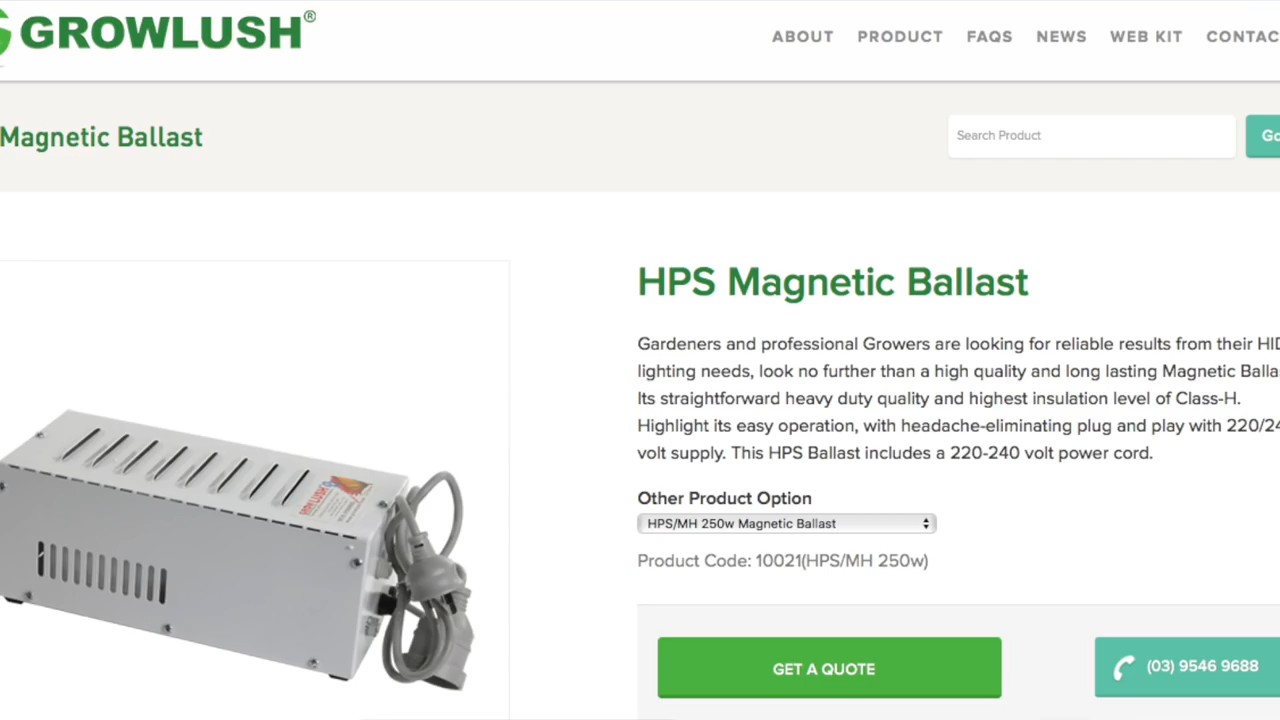 GROWLUSH®
ABOUT PRODUCT FAQS NEWS WEB KIT
Magnetic Ballast
Search Product
HPS Magnetic Ballast
Gardeners and professional Growers are looking for reliable results from their
lighting needs, look no further than a high quality and long lasting Magnetic
Its straightforward heavy duty quality and highest insulation level of Class-H.
Highlight its easy operation, with headache-eliminating plug and play with
volt supply. This HPS Ballast includes a 220-240 volt power cord.
Other Product Option
HPS/MH 250w Magnetic Ballast
Product Code: 10021(HPS/MH 250w)
GET A QUOTE
(03) 9546 9688